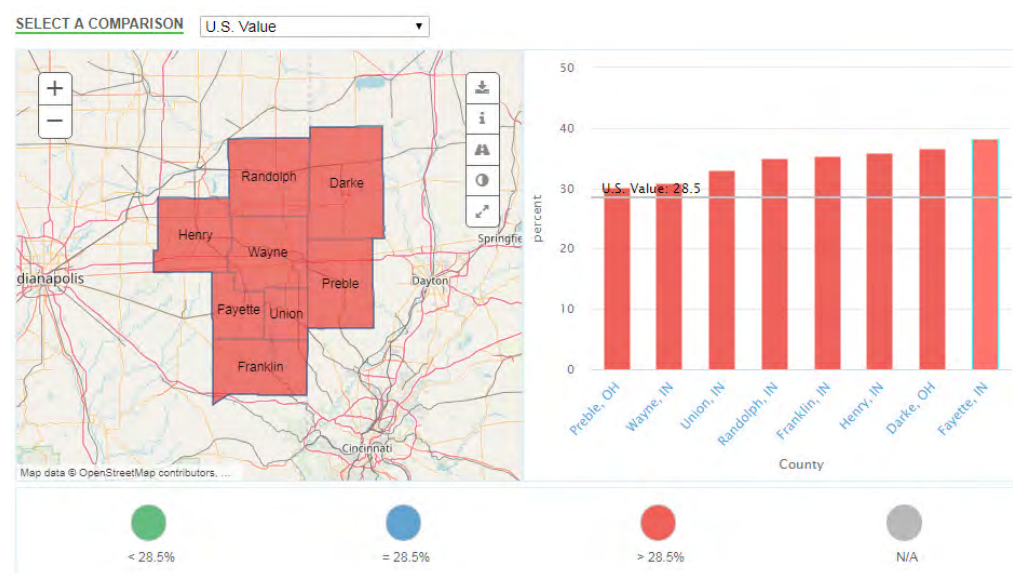 SELECT A COMPARISON
U.S. Value
+
−
i
Randolph
Darke
Henry
Wayne
Springfie
dianapolis
Preble
Dayton
Fayette
Union
Franklin
Cincinnati
Map data © OpenStreetMap contributors, ...
50
40
30
20
10
0
percent
U.S. Value: 28.5
Preble, OH
Wayne, IN
Union, IN
Randolph, IN
Franklin, IN
Henry, IN
Darke, OH
Fayette, IN
County
< 28.5%
= 28.5%
> 28.5%
N/A